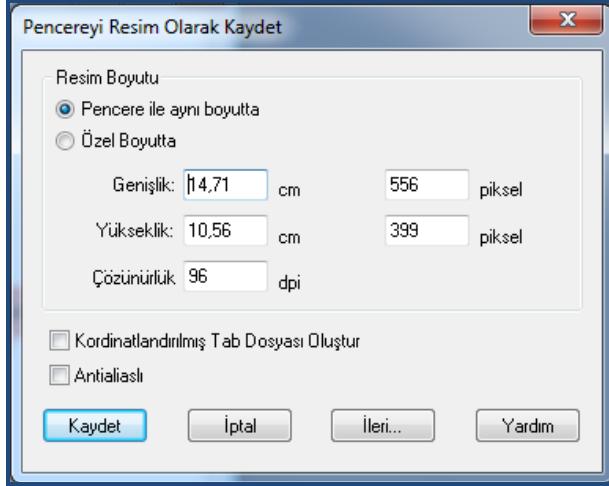 Pencereyi Resim Olarak Kaydet
Resim Boyutu
Pencere ile aynı boyutta
Özel Boyutta
Genişlik: 14,71 cm 556 piksel
Yükseklik: 10,56 cm 399 piksel
Çözünürlük 96 dpi
Kordinatlandırılmış Tab Dosyası Oluştur
Antialiaslı
Kaydet İptal İleri... Yardım